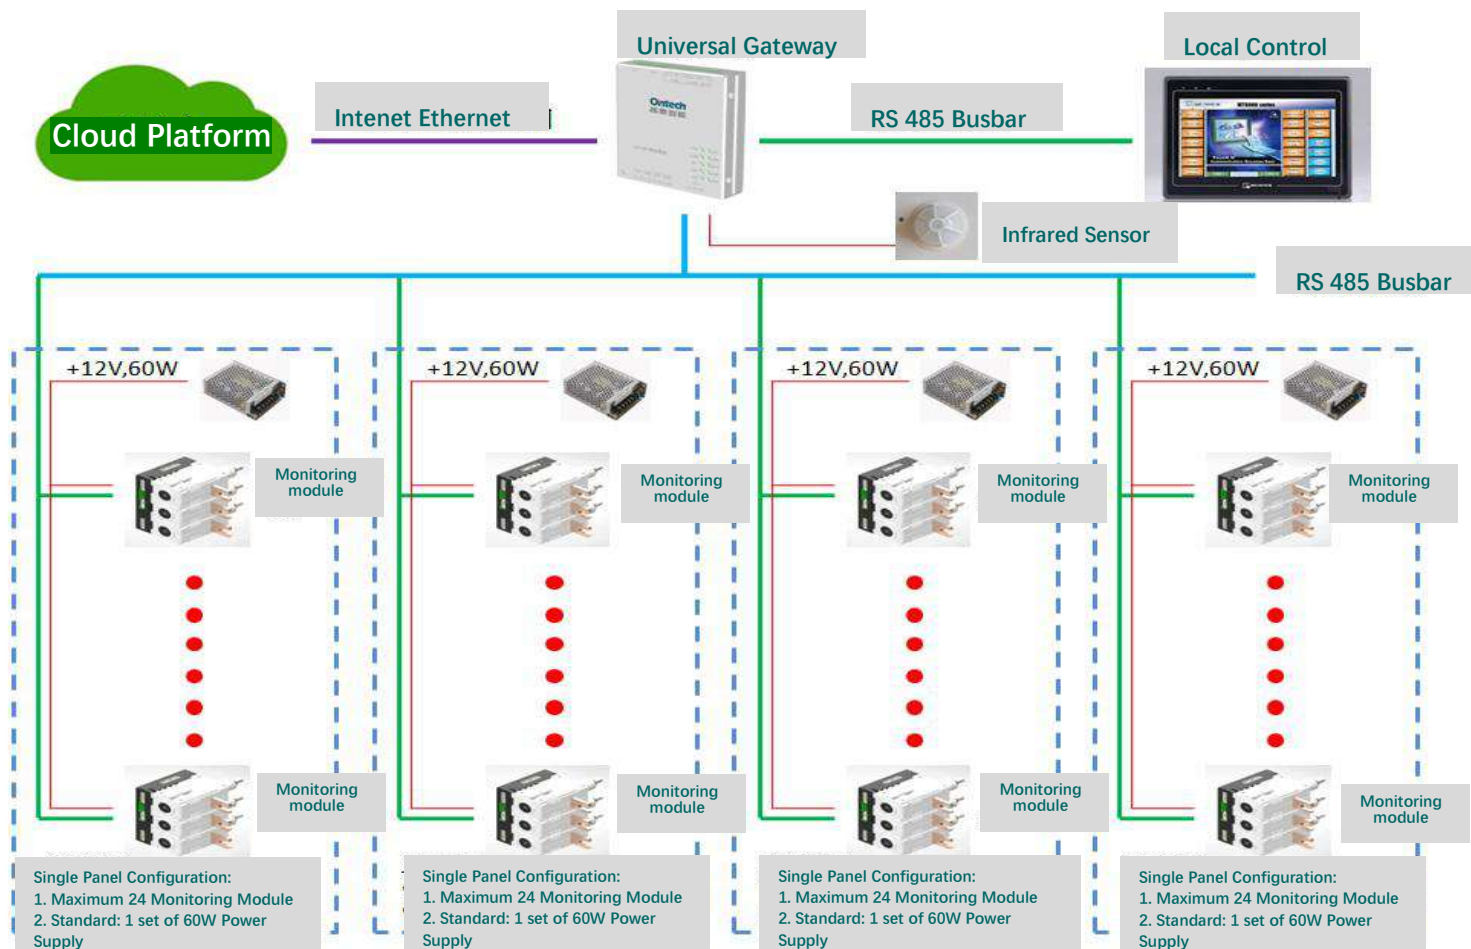 Universal Gateway
Local Control
Cloud Platform
Intenet Ethernet
Ontech
RS 485 Busbar
MT8000 series
Infrared Sensor
RS 485 Busbar
+12V,60W
+12V,60W
+12V,60W
+12V,60W
Monitoring
module
Monitoring
module
Monitoring
module
Monitoring
module
Monitoring
module
Monitoring
module
Monitoring
module
Monitoring
module
Single Panel Configuration:
1. Maximum 24 Monitoring Module
2. Standard: 1 set of 60W Power
Supply
Single Panel Configuration:
1. Maximum 24 Monitoring Module
2. Standard: 1 set of 60W Power
Supply
Single Panel Configuration:
1. Maximum 24 Monitoring Module
2. Standard: 1 set of 60W Power
Supply
Single Panel Configuration:
1. Maximum 24 Monitoring Module
2. Standard: 1 set of 60W Power
Supply